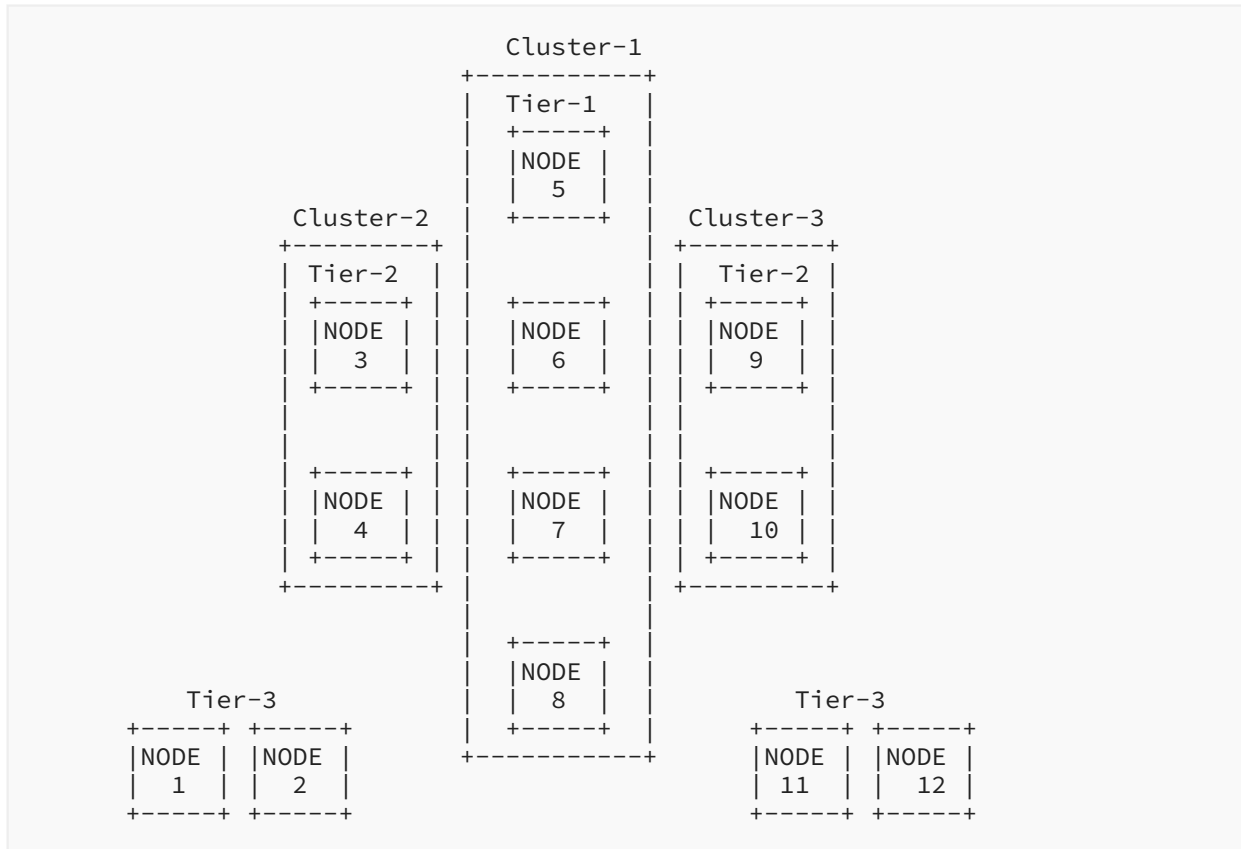 Cluster-1
                              +-----------+
                              |  Tier-1   |
                              |  +-----+  |
                              |  |NODE |  |
                              |  |  5  |  |
                   Cluster-2  |  +-----+  |  Cluster-3
                  +---------+ |           | +---------+
                  | Tier-2  | |           | |  Tier-2 |
                  | +-----+ | |  +-----+  | | +-----+ |
                  | |NODE | | |  |NODE |  | | |NODE | |
                  | |  3  | | |  |  6  |  | | |  9  | |
                  | +-----+ | |  +-----+  | | +-----+ |
                  |         | |           | |         |
                  |         | |           | |         |
                  | +-----+ | |  +-----+  | | +-----+ |
                  | |NODE | | |  |NODE |  | | |NODE | |
                  | |  4  | | |  |  7  |  | | |  10 | |
                  | +-----+ | |  +-----+  | | +-----+ |
                  +---------+ |           | +---------+
                              |           |
                              |  +-----+  |
                              |  |NODE |  |
            Tier-3            |  |  8  |  |         Tier-3
        +-----+ +-----+       |  +-----+  |      +-----+ +-----+
        |NODE | |NODE |       +-----------+      |NODE | |NODE |
        |  1  | |  2  |                          | 11  | |  12 |
        +-----+ +-----+                          +-----+ +-----+